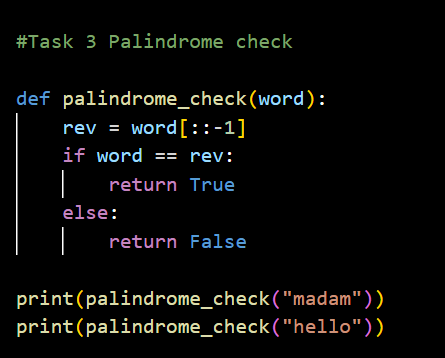 #Task 3 Palindrome check
def palindrome_check(word):
    rev = word[::-1]
    if word == rev:
        return True
    else:
        return False
print(palindrome_check("madam"))
print(palindrome_check("hello"))